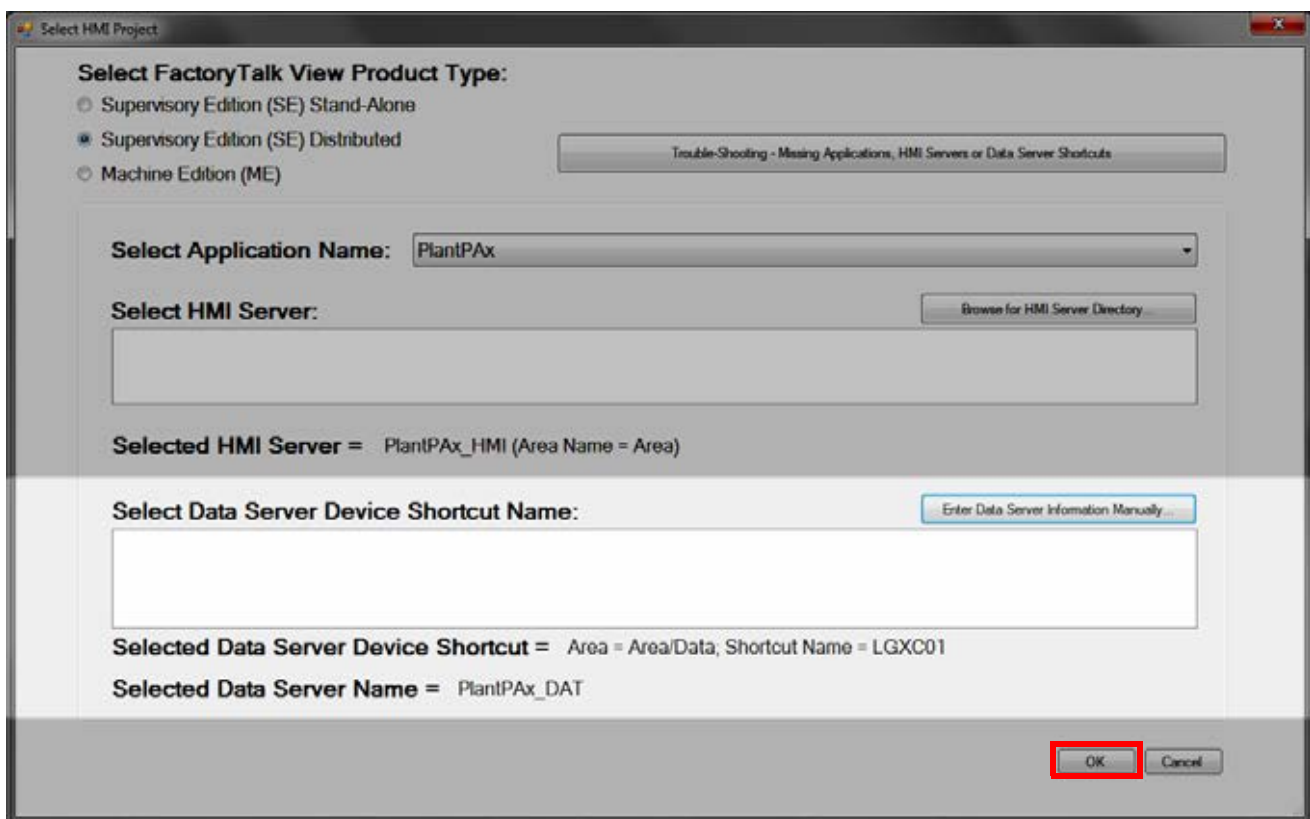 Select HMI Project
Select FactoryTalk View Product Type:
Supervisory Edition (SE) Stand-Alone
Supervisory Edition (SE) Distributed
Trouble-Shooting - Missing Applications, HMI Servers or Data Server Shortcuts
Machine Edition (ME)
Select Application Name: PlantPAx
Select HMI Server: Browse for HMI Server Directory...
Selected HMI Server = PlantPAx_HMI (Area Name = Area)
Select Data Server Device Shortcut Name: Enter Data Server Information Manually...
Selected Data Server Device Shortcut = Area = Area/Data; Shortcut Name = LGXC01
Selected Data Server Name = PlantPAx_DAT
OK Cancel